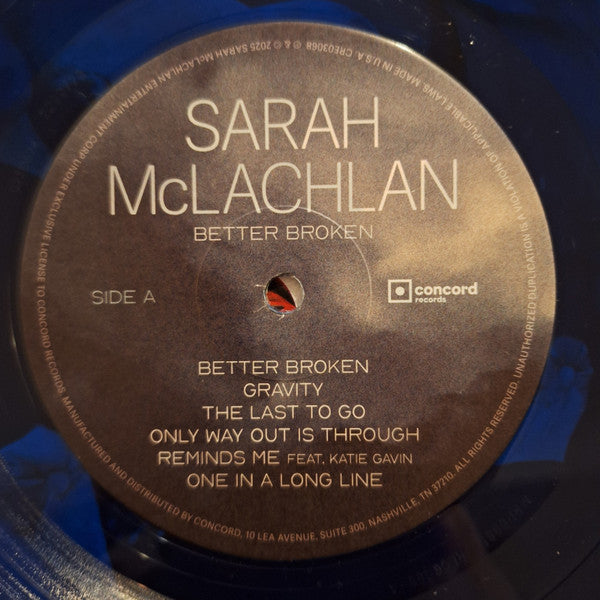 SARAH
McLACHLAN
BETTER BROKEN
SIDE A
concord
records
BETTER BROKEN
GRAVITY
THE LAST TO GO
ONLY WAY OUT IS THROUGH
REMINDS ME FEAT. KATIE GAVIN
ONE IN A LONG LINE
℗ & © 2025 SARAH McLACHLAN ENTERTAINMENT CORP UNDER EXCLUSIVE LICENSE TO CONCORD RECORDS. MANUFACTURED AND DISTRIBUTED BY CONCORD, 10 LEA AVENUE, SUITE 300, NASHVILLE, TN 37210. ALL RIGHTS RESERVED. UNAUTHORIZED DUPLICATION IS A VIOLATION OF APPLICABLE LAWS. MADE IN U.S.A. CRE03068